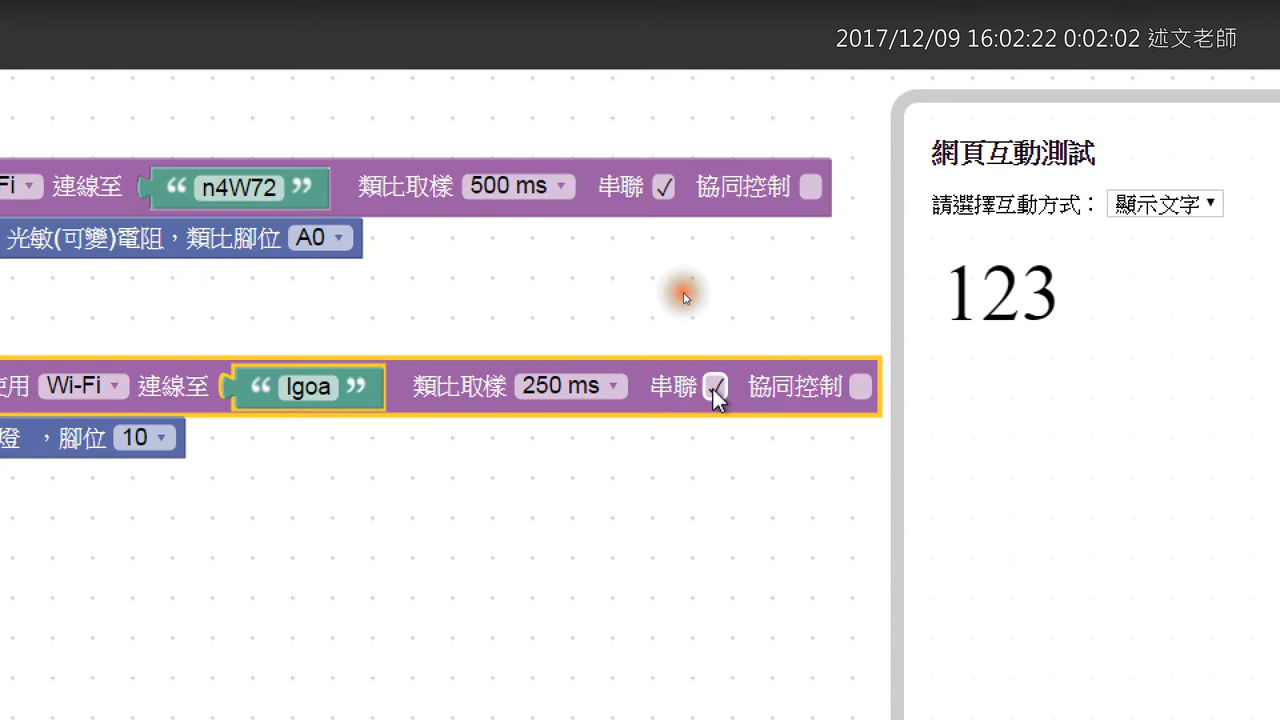 2017/12/09 16:02:22 0:02:02 述文老師
Fi 連線至 “ n4W72 ” 類比取樣 500 ms 串聯 ✓ 協同控制
光敏(可變)電阻，類比腳位 A0
使用 Wi-Fi 連線至 “ lgoa ” 類比取樣 250 ms 串聯 ✓ 協同控制
燈 ，腳位 10
網頁互動測試
請選擇互動方式： 顯示文字
123